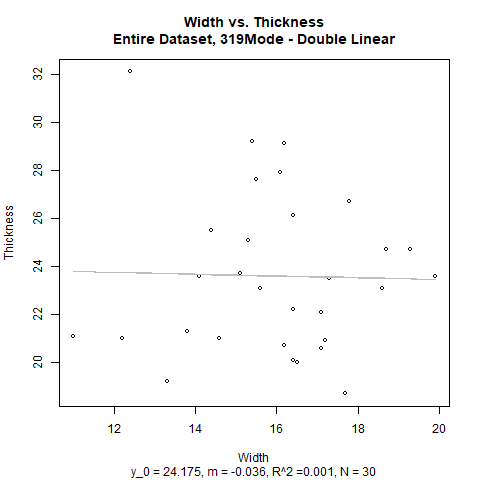 Width vs. Thickness
Entire Dataset, 319Mode - Double Linear
32
30
28
26
24
22
20
Thickness
12 14 16 18 20
Width
y_0 = 24.175, m = -0.036, R^2 =0.001, N = 30